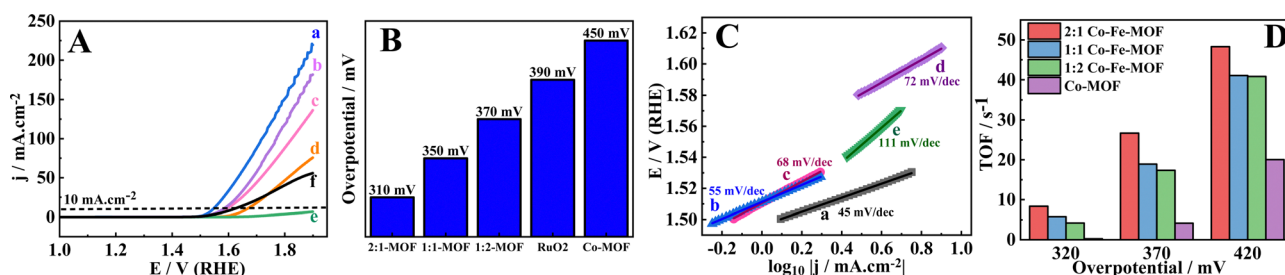 A
j / mA.cm⁻²
250
200
150
100
50
0
10 mA.cm⁻²
a
b
c
d
f
e
1.0
1.2
1.4
1.6
1.8
E / V (RHE)
B
Overpotential / mV
310 mV
350 mV
370 mV
390 mV
450 mV
2:1-MOF
1:1-MOF
1:2-MOF
RuO2
Co-MOF
C
E / V (RHE)
1.62
1.60
1.58
1.56
1.54
1.52
1.50
d
72 mV/dec
e
111 mV/dec
68 mV/dec
c
55 mV/dec
b
a
45 mV/dec
-0.2
0.0
0.2
0.4
0.6
0.8
1.0
log₁₀ |j / mA.cm⁻²|
D
TOF / s⁻¹
50
40
30
20
10
0
2:1 Co-Fe-MOF
1:1 Co-Fe-MOF
1:2 Co-Fe-MOF
Co-MOF
320
370
420
Overpotential / mV